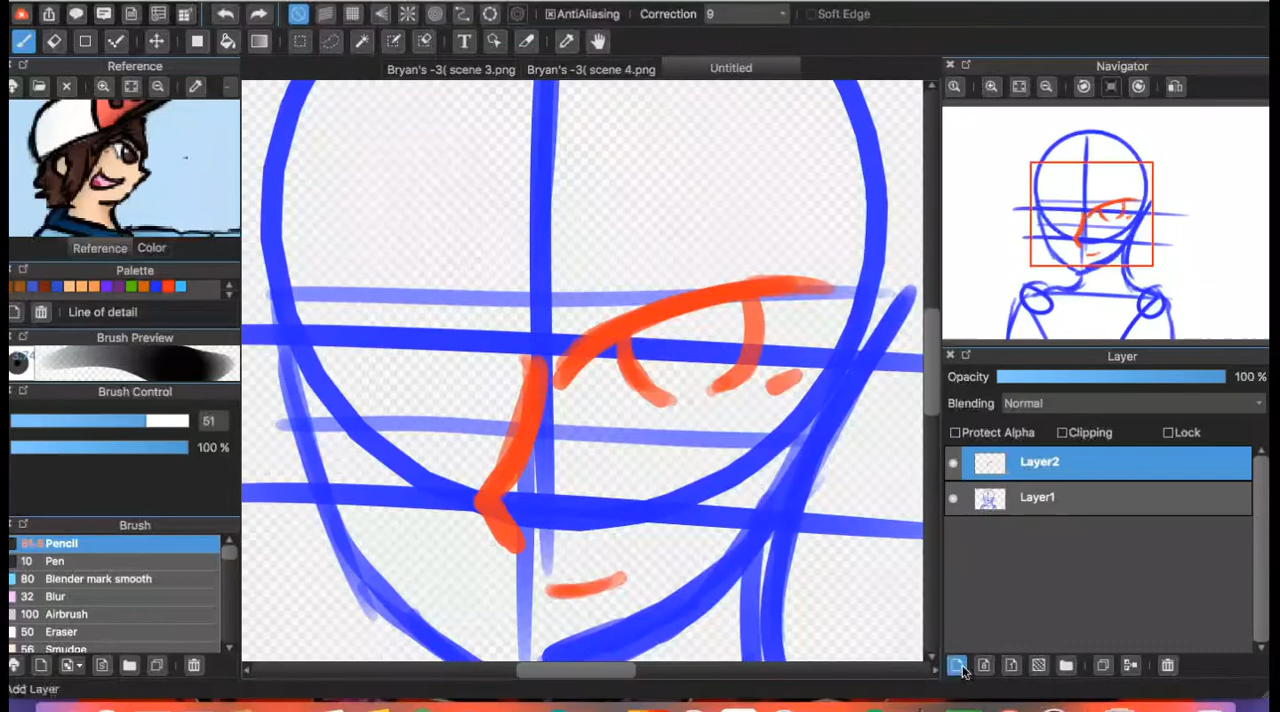 AntiAliasing Correction 9 Soft Edge
Reference
Bryan's -3( scene 3.png Bryan's -3( scene 4.png Untitled
Navigator
Reference Color
Palette
Line of detail
Brush Preview
Brush Control
51
100 %
Brush
Pencil
10 Pen
80 Blender mark smooth
32 Blur
100 Airbrush
50 Eraser
56 Smudge
Add Layer
Layer
Opacity 100 %
Blending Normal
Protect Alpha Clipping Lock
Layer2
Layer1